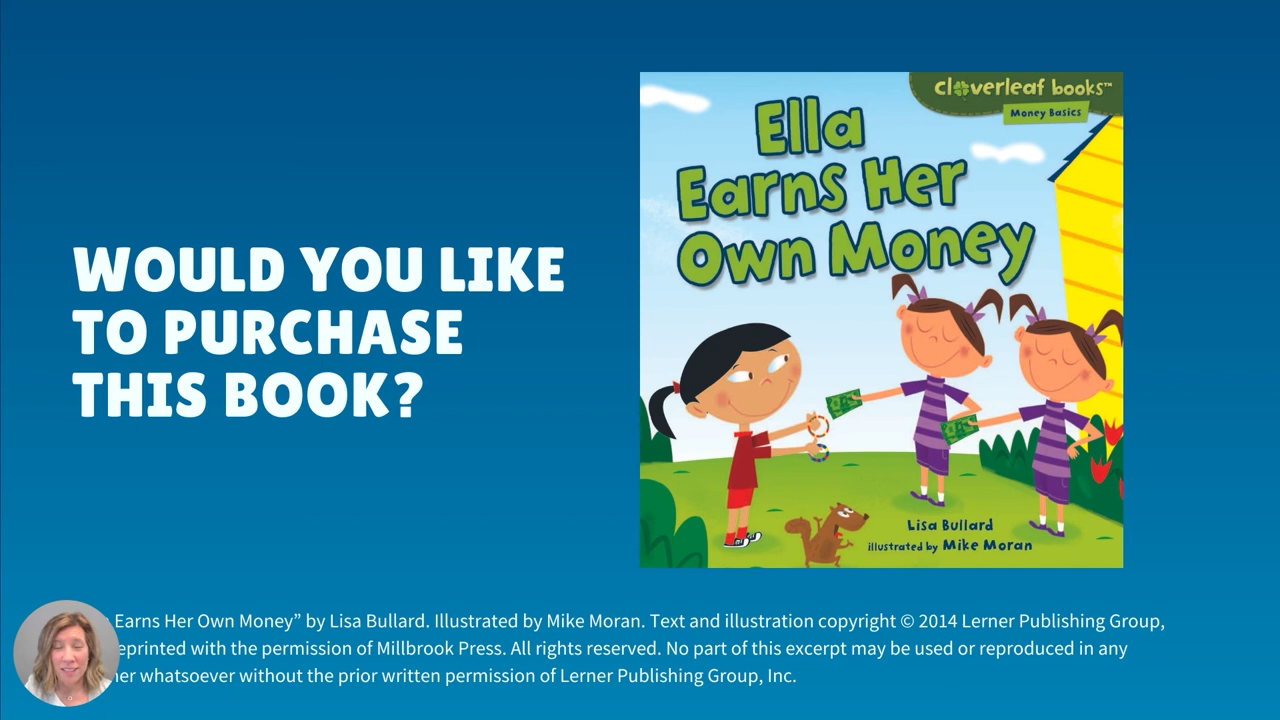 WOULD YOU LIKE
TO PURCHASE
THIS BOOK?
cloverleaf books™
Money Basics
Ella
Earns Her
Own Money
Lisa Bullard
illustrated by Mike Moran
Earns Her Own Money” by Lisa Bullard. Illustrated by Mike Moran. Text and illustration copyright © 2014 Lerner Publishing Group,
eprinted with the permission of Millbrook Press. All rights reserved. No part of this excerpt may be used or reproduced in any
er whatsoever without the prior written permission of Lerner Publishing Group, Inc.